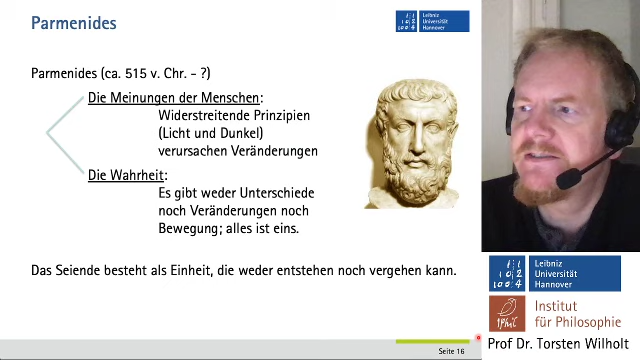 Parmenides
Leibniz
Universität
Hannover
Parmenides (ca. 515 v. Chr. - ?)
Die Meinungen der Menschen:
Widerstreitende Prinzipien
(Licht und Dunkel)
verursachen Veränderungen
Die Wahrheit:
Es gibt weder Unterschiede
noch Veränderungen noch
Bewegung; alles ist eins.
Das Seiende besteht als Einheit, die weder entstehen noch vergehen kann.
Seite 16
Leibniz
Universität
Hannover
Institut
für Philosophie
Prof Dr. Torsten Wilholt